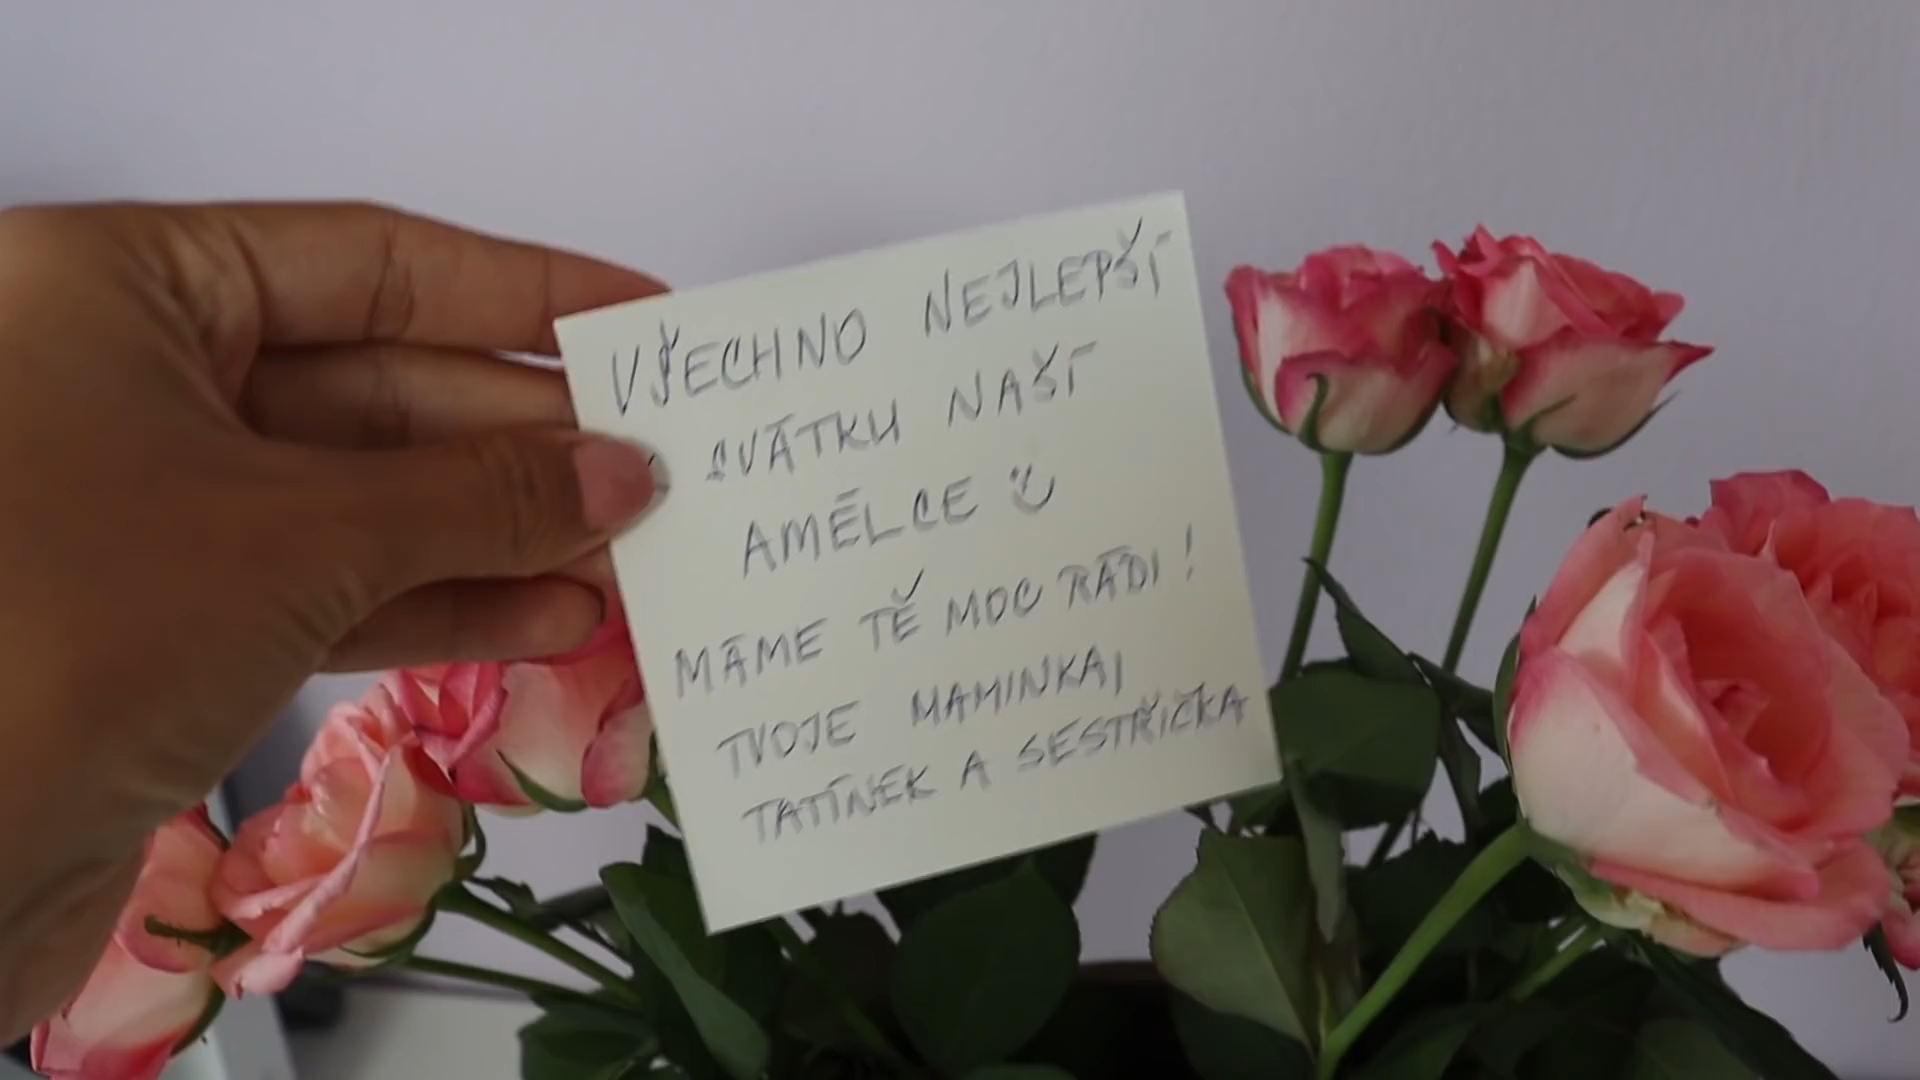 VŠECHNO NEJLEPŠÍ
SVÁTKU NAŠÍ
AMÉLCE
MÁME TĚ MOC RÁDI!
TVOJE MAMINKA,
TATÍNEK A SESTŘIČKA